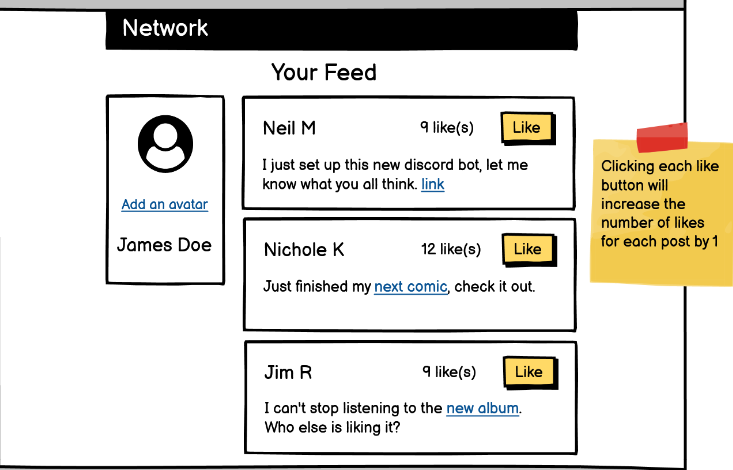 Network
Your Feed
Add an avatar
James Doe
Neil M 9 like(s) Like
I just set up this new discord bot, let me
know what you all think. link
Nichole K 12 like(s) Like
Just finished my next comic, check it out.
Jim R 9 like(s) Like
I can't stop listening to the new album.
Who else is liking it?
Clicking each like
button will
increase the
number of likes
for each post by 1